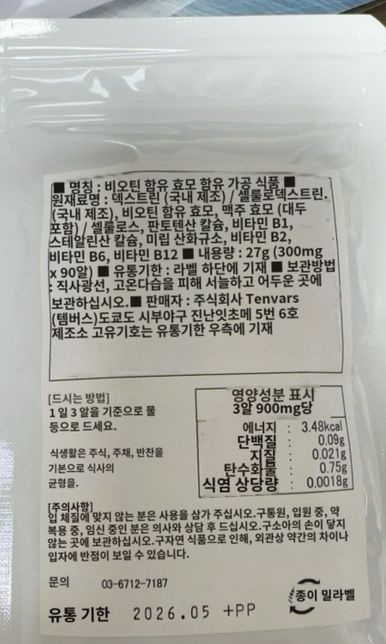 ■ 명칭 : 비오틴 함유 효모 함유 가공 식품 ■
원재료명 : 덱스트린 (국내 제조) / 셀룰로덱스트린.
(국내 제조), 비오틴 함유 효모, 맥주 효모 (대두
포함) / 셀룰로스, 판토텐산 칼슘, 비타민 B1,
스테알린산 칼슘, 미립 산화규소, 비타민 B2,
비타민 B6, 비타민 B12 ■ 내용량 : 27g (300mg
x 90알) ■ 유통기한 : 라벨 하단에 기재 ■ 보관방법
: 직사광선, 고온다습을 피해 서늘하고 어두운 곳에
보관하십시오.■ 판매자 : 주식회사 Tenvars
(템버스)도쿄도 시부야구 진난잇초메 5번 6호
제조소 고유기호는 유통기한 우측에 기재
[드시는 방법]
1일 3알을 기준으로 물
등으로 드세요.
식생활은 주식, 주채, 반찬을
기본으로 식사의
균형을.
영양성분 표시
3알 900mg당
에너지 : 3.48kcal
단백질 : 0.09g
지질 : 0.021g
탄수화물 : 0.75g
식염 상당량 : 0.0018g
[주의사항]
입 체질에 맞지 않는 분은 사용을 삼가 주십시오.구통원, 입원 중, 약
복용 중, 임신 중인 분은 의사와 상담 후 드십시오.구소아의 손이 닿지
않는 곳에 보관하십시오.구자연 식품으로 인해, 외관상 약간의 차이나
입자에 반점이 보일 수 있습니다.
문의 03-6712-7187
종이 밀라벨
유통 기한 2026.05 +PP